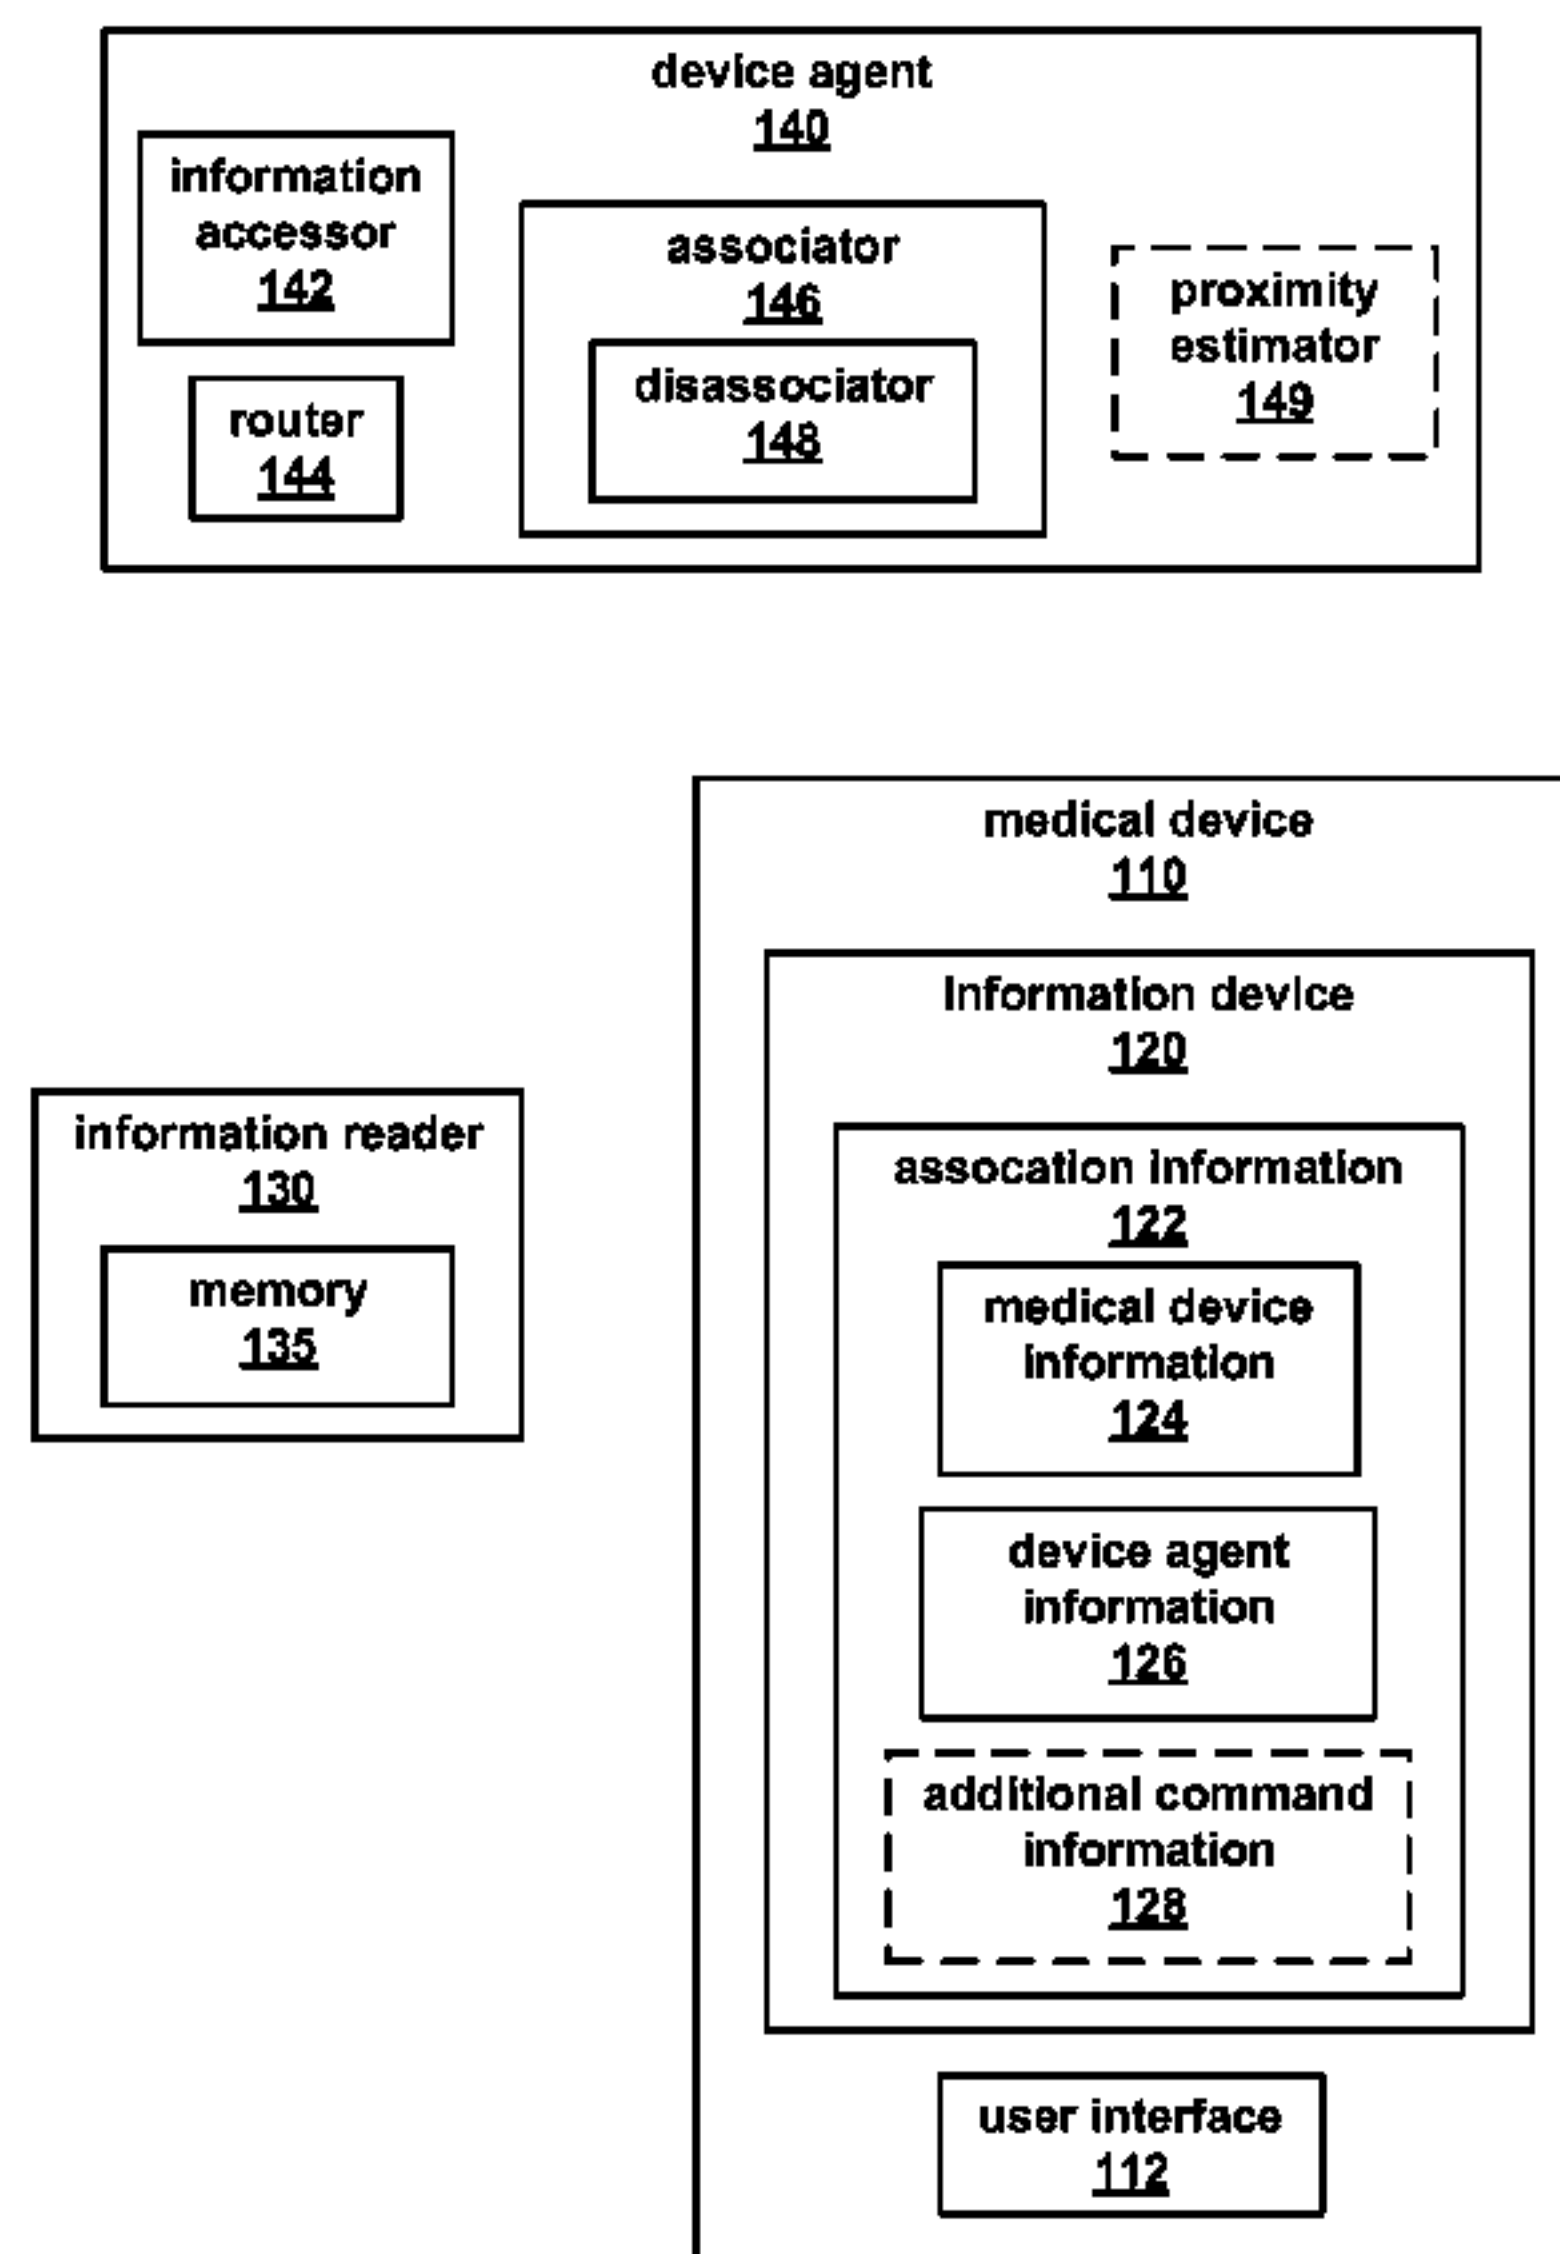 device agent
140
information
accessor
142
router
144
associator
146
disassociator
148
proximity
estimator
149
medical device
110
information device
120
information reader
130
memory
135
assocation information
122
medical device
information
124
device agent
information
126
additional command
information
128
user interface
112